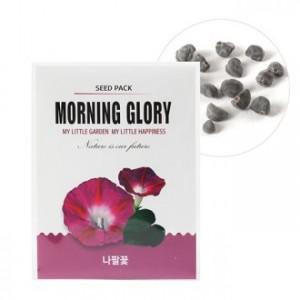 SEED PACK
MORNING GLORY
MY LITTLE GARDEN MY LITTLE HAPPINESS
Nature is our future
나팔꽃